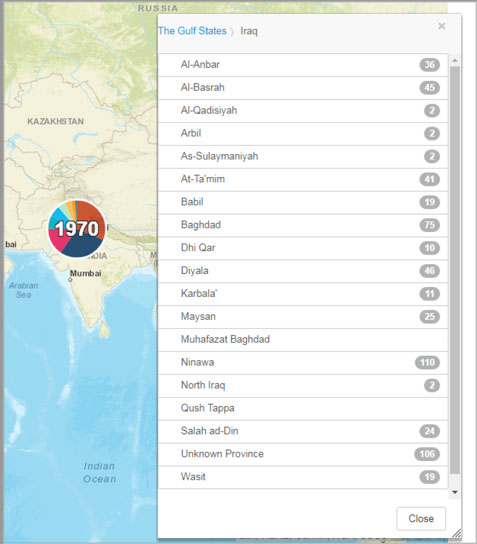 RUSSIA
The Gulf States ⟩ Iraq ×
Al-Anbar 36
Al-Basrah 45
Al-Qadisiyah 2
Arbil 2
As-Sulaymaniyah 2
At-Ta'mim 41
Babil 19
Baghdad 75
Dhi Qar 10
Diyala 46
Karbala' 11
Maysan 25
Muhafazat Baghdad
Ninawa 110
North Iraq 2
Qush Tappa
Salah ad-Din 24
Unknown Province 106
Wasit 19
Close
KAZAKHSTAN
1970
bai
Mumbai
Arabian
Sea
Indian
Ocean